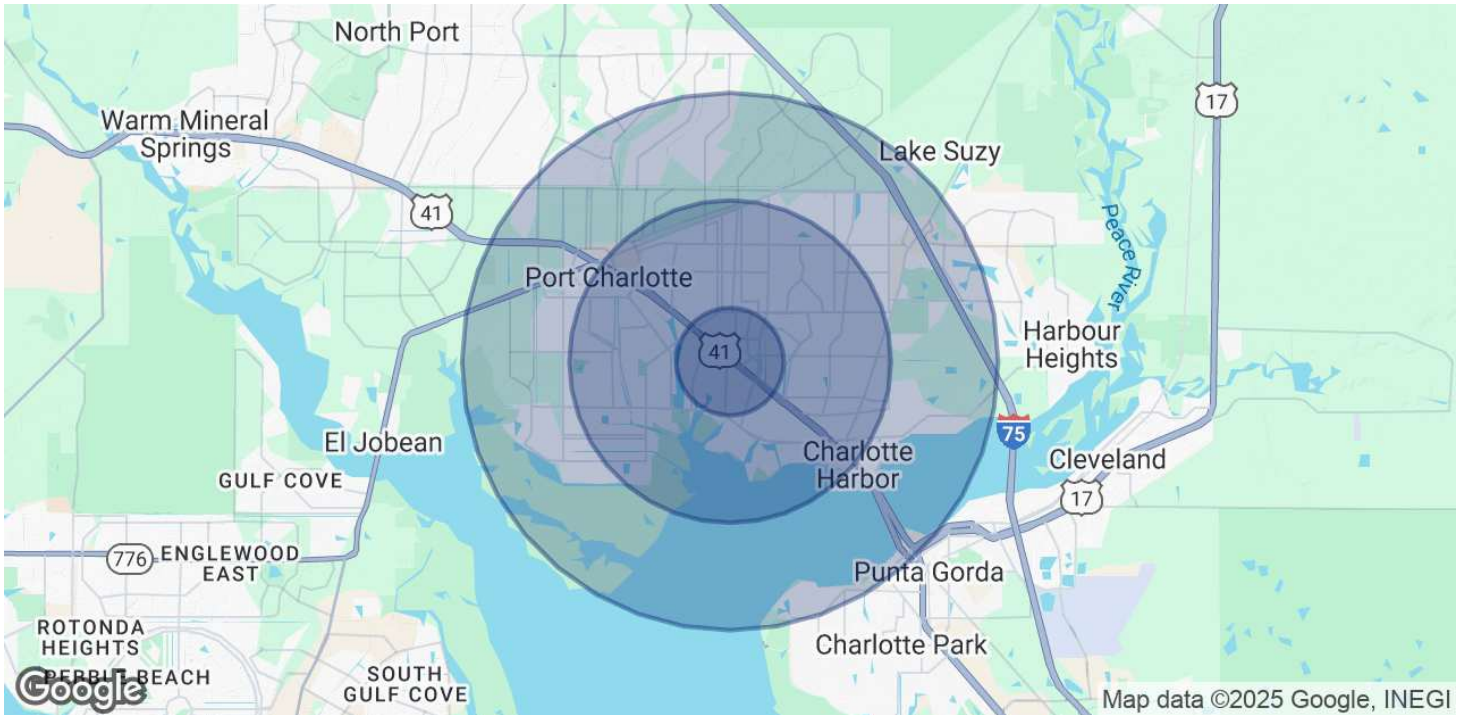 North Port
17
Warm Mineral
Springs
Lake Suzy
41
Peace River
Port Charlotte
Harbour
Heights
41
75
El Jobean
Charlotte
Harbor
Cleveland
GULF COVE
17
776
ENGLEWOOD
EAST
Punta Gorda
ROTONDA
HEIGHTS
Charlotte Park
PEBBLE BEACH
SOUTH
GULF COVE
Google
Map data ©2025 Google, INEGI